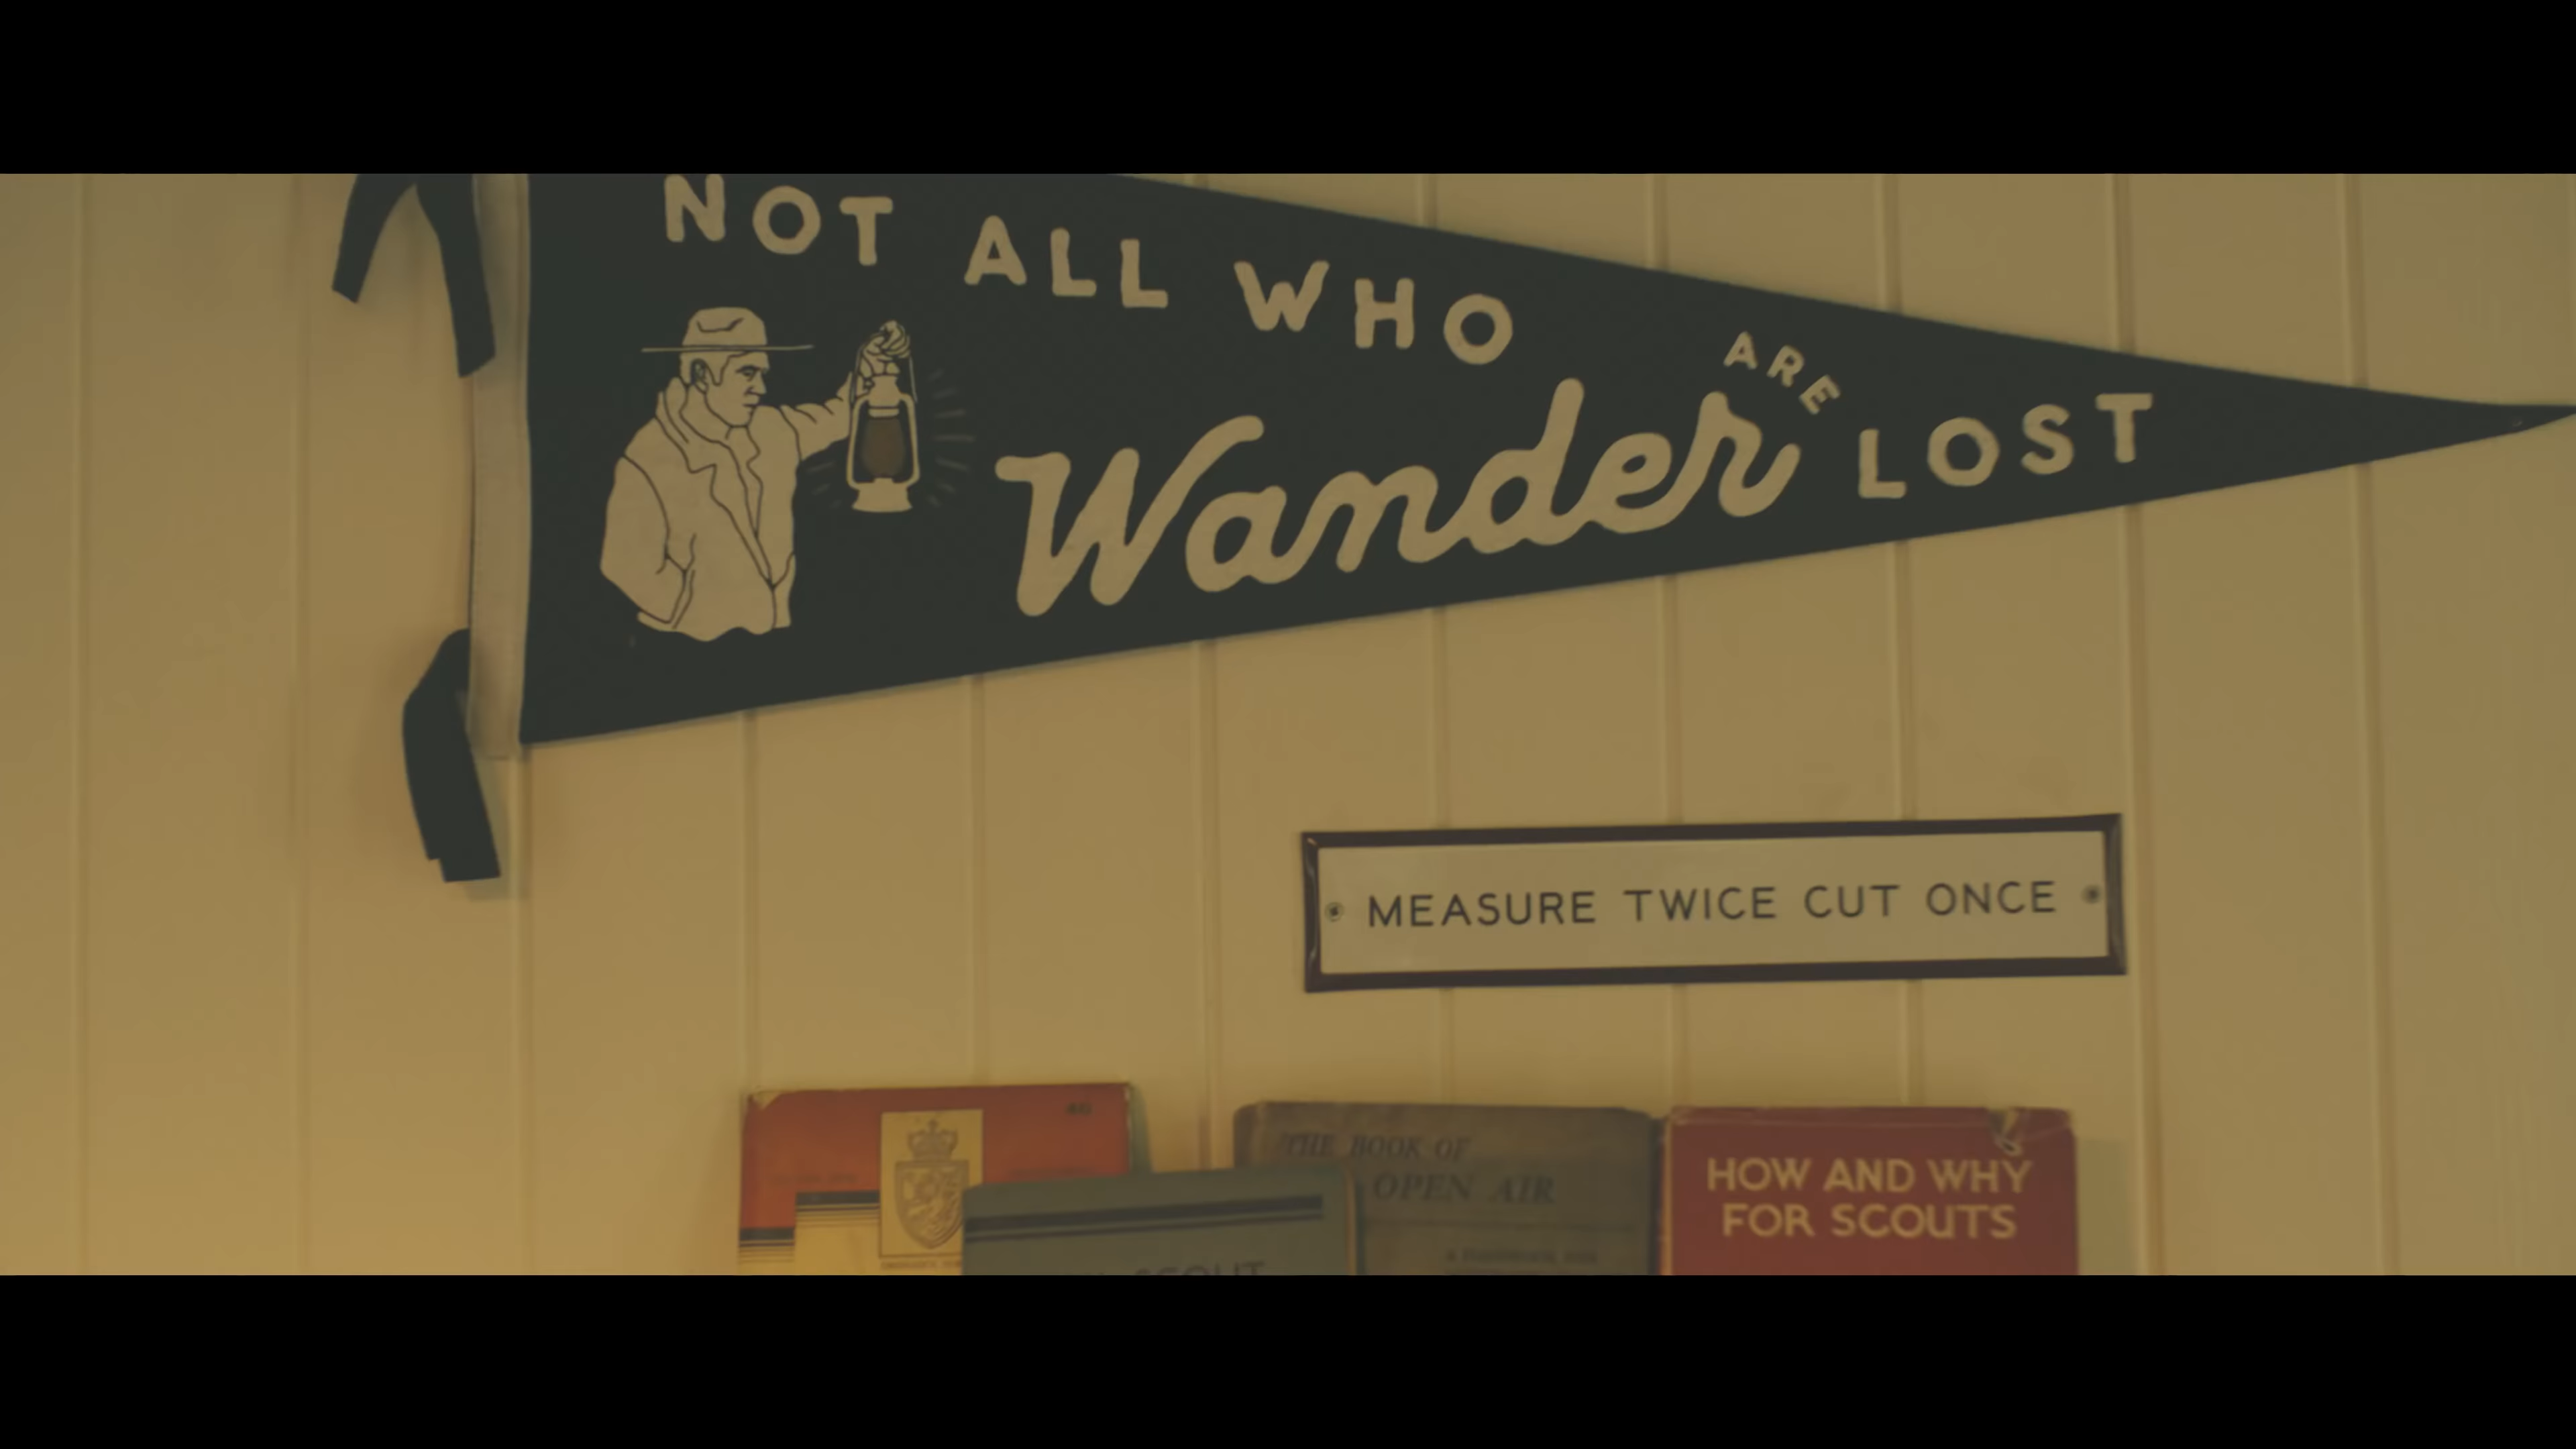 NOT ALL WHO
Wander ARE LOST
MEASURE TWICE CUT ONCE
THE BOOK OF
OPEN AIR
HOW AND WHY
FOR SCOUTS
SCOUT